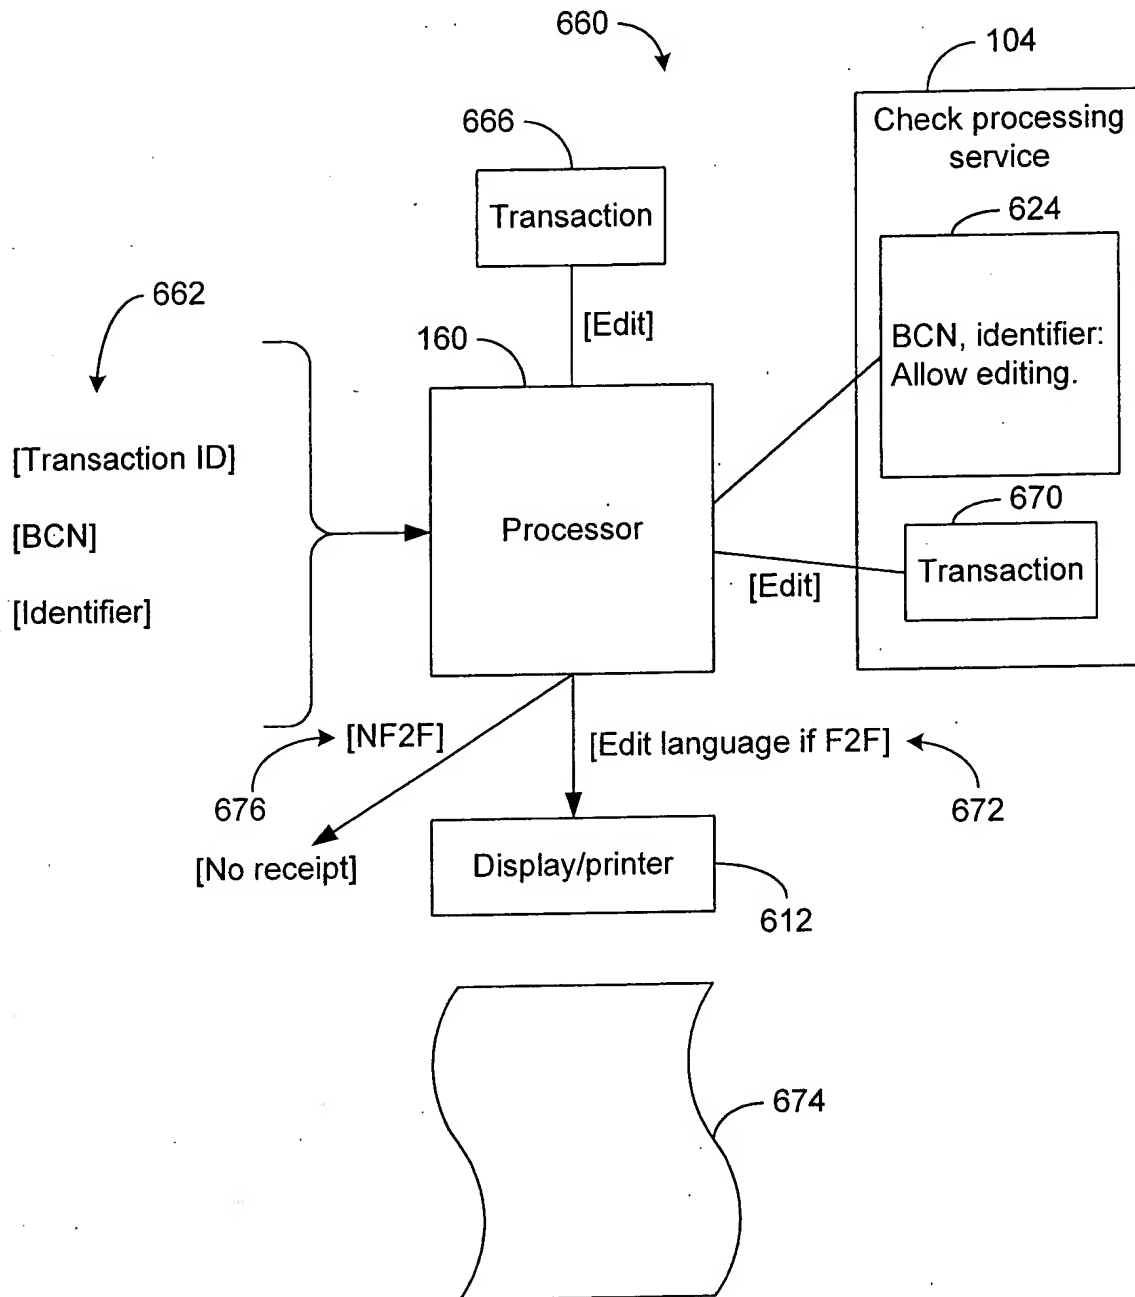 660
104
Check processing
service
666
Transaction
624
662
[Edit]
160
BCN, identifier:
Allow editing.
[Transaction ID]
[BCN]
[Identifier]
Processor
670
Transaction
[Edit]
[NF2F]
[Edit language if F2F]
676
672
[No receipt]
Display/printer
612
674